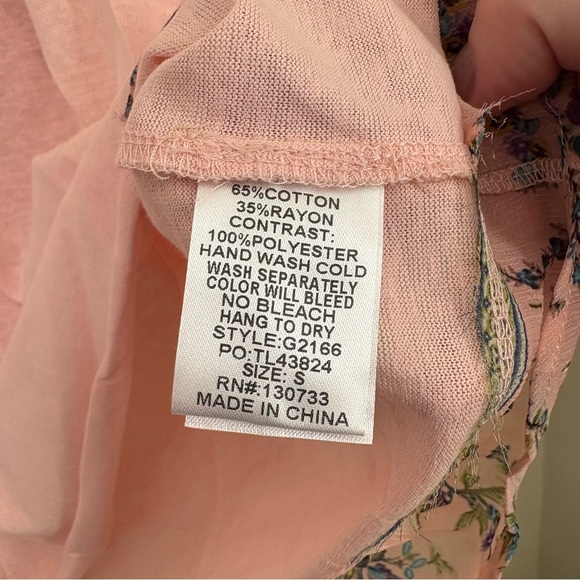 65%COTTON
35%RAYON
CONTRAST:
100%POLYESTER
HAND WASH COLD
WASH SEPARATELY
COLOR WILL BLEED
NO BLEACH
HANG TO DRY
STYLE:G2166
PO:TL43824
SIZE: S
RN#:130733
MADE IN CHINA